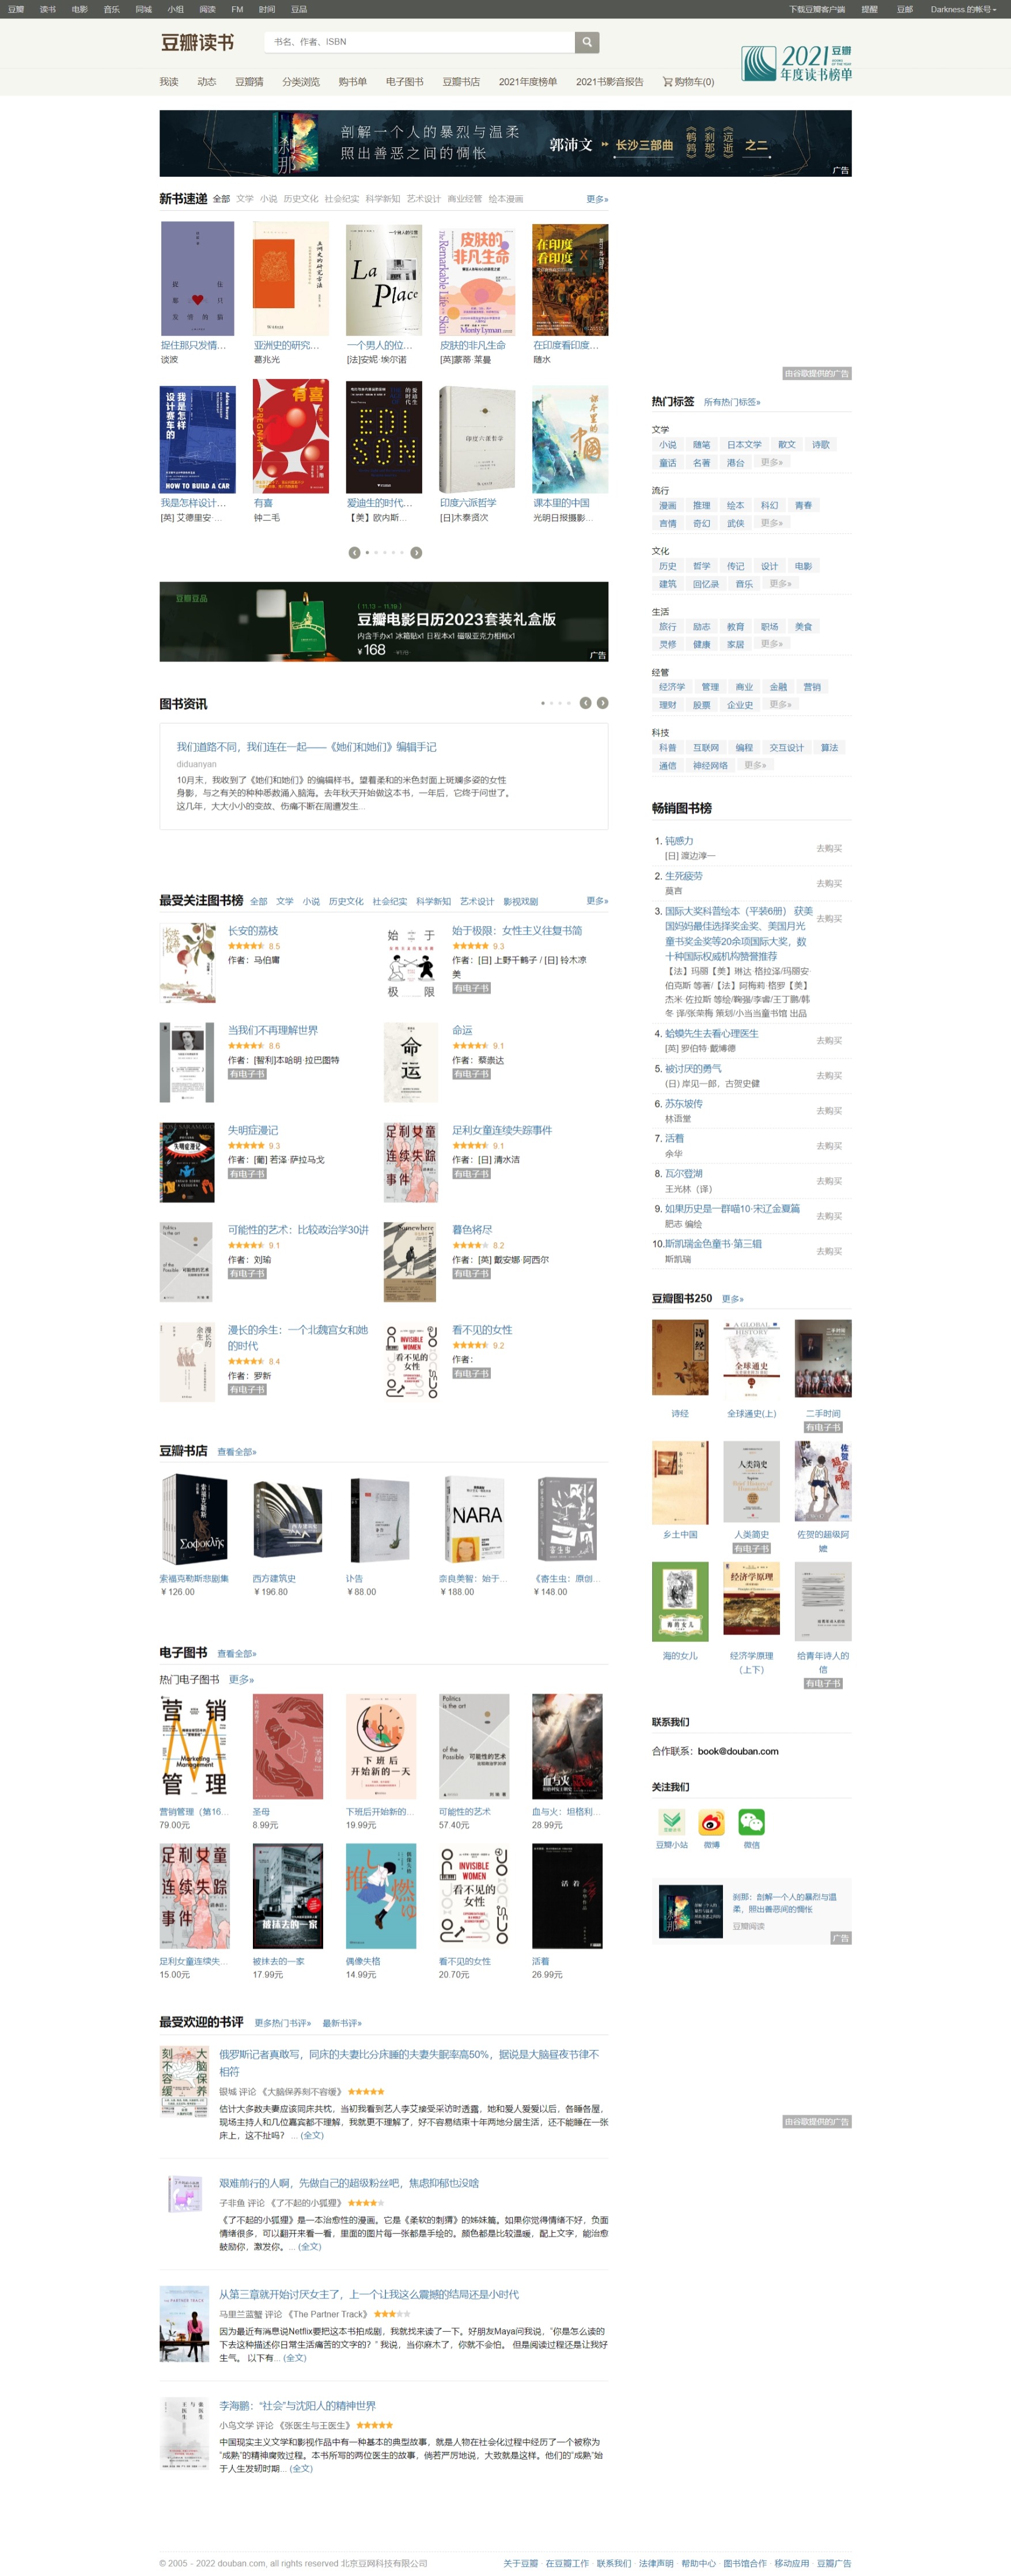 豆瓣 读书 电影 音乐 同城 小组 阅读 FM 时间 豆品
下载豆瓣客户端 提醒 豆邮 Darkness.的帐号
豆瓣读书
书名、作者、ISBN
2021 豆瓣
年度读书榜单
我读 动态 豆瓣猜 分类浏览 购书单 电子图书 豆瓣书店 2021年度榜单 2021书影音报告 购物车(0)
剖解一个人的暴烈与温柔
照出善恶之间的惆怅
郭沛文 长沙三部曲 《鹌鹑》 《刹那》 《远逝》 之二
广告
新书速递 全部 文学 小说 历史文化 社会纪实 科学新知 艺术设计 商业经管 绘本漫画 更多»
捉住那只发情... 亚洲史的研究... 一个男人的位... 皮肤的非凡生命 在印度看印度...
谈波 葛兆光 [法]安妮·埃尔诺 [英]蒙蒂·莱曼 随水
我是怎样设计... 有喜 爱迪生的时代... 印度六派哲学 课本里的中国
[英] 艾德里安·... 钟二毛 【美】欧内斯... [日]木泰贤次 光明日报摄影...
豆瓣豆品
( 11.13 - 11.19 )
豆瓣电影日历2023套装礼盒版
内含手办x1 冰箱贴x1 日程本x1 磁吸亚克力相框x1
¥168
广告
图书资讯
我们道路不同，我们连在一起——《她们和她们》编辑手记
diduanyan
10月末，我收到了《她们和她们》的编辑样书。望着柔和的米色封面上斑斓多姿的女性
身影，与之有关的种种悉数涌入脑海。去年秋天开始做这本书，一年后，它终于问世了。
这几年，大大小小的变故、伤痛不断在周遭发生...
最受关注图书榜 全部 文学 小说 历史文化 社会纪实 科学新知 艺术设计 影视戏剧 更多»
长安的荔枝
8.5
作者：马伯庸
始于极限：女性主义往复书简
9.3
作者：[日] 上野千鹤子 / [日] 铃木凉
美
有电子书
当我们不再理解世界
8.6
作者：[智利]本哈明·拉巴图特
有电子书
命运
9.1
作者：蔡崇达
有电子书
失明症漫记
9.3
作者：[葡] 若泽·萨拉马戈
有电子书
足利女童连续失踪事件
9.1
作者：[日] 清水洁
有电子书
可能性的艺术：比较政治学30讲
9.1
作者：刘瑜
有电子书
暮色将尽
8.2
作者：[英] 戴安娜·阿西尔
有电子书
漫长的余生：一个北魏宫女和她
的时代
8.4
作者：罗新
有电子书
看不见的女性
9.2
作者：
有电子书
豆瓣书店 查看全部»
索福克勒斯悲剧集 西方建筑史 讣告 奈良美智：始于... 《寄生虫：原创...
¥ 126.00 ¥ 196.80 ¥ 88.00 ¥ 188.00 ¥ 148.00
电子图书 查看全部»
热门电子图书 更多»
营销管理（第16... 圣母 下班后开始新的... 可能性的艺术 血与火：坦格利...
79.00元 8.99元 19.99元 57.40元 28.99元
足利女童连续失... 被抹去的一家 偶像失格 看不见的女性 活着
15.00元 17.99元 14.99元 20.70元 26.99元
最受欢迎的书评 更多热门书评» 最新书评»
俄罗斯记者真敢写，同床的夫妻比分床睡的夫妻失眠率高50%，据说是大脑昼夜节律不
相符
银城 评论 《大脑保养刻不容缓》
估计大多数夫妻应该同床共枕，当初我看到艺人李艾接受采访时透露，她和爱人爱爱以后，各睡各屋，
现场主持人和几位嘉宾都不理解，我就更不理解了，好不容易结束十年两地分居生活，还不能睡在一张
床上，这不扯吗？ ... (全文)
艰难前行的人啊，先做自己的超级粉丝吧，焦虑抑郁也没啥
子非鱼 评论 《了不起的小狐狸》
《了不起的小狐狸》是一本治愈性的漫画。它是《柔软的刺猬》的姊妹篇。如果你觉得情绪不好，负面
情绪很多，可以翻开来看一看，里面的图片每一张都是手绘的。颜色都是比较温暖，配上文字，能治愈
鼓励你，激发你。... (全文)
从第三章就开始讨厌女主了，上一个让我这么震撼的结局还是小时代
马里兰蓝蟹 评论 《The Partner Track》
因为最近有消息说Netflix要把这本书拍成剧，我就找来读了一下。好朋友Maya问我说，“你是怎么读的
下去这种描述你日常生活痛苦的文字的？” 我说，当你麻木了，你就不会怕。 但是阅读过程还是让我好
生气。 以下有... (全文)
李海鹏：“社会”与沈阳人的精神世界
小鸟文学 评论 《张医生与王医生》
中国现实主义文学和影视作品中有一种基本的典型故事，就是人物在社会化过程中经历了一个被称为
“成熟”的精神腐败过程。本书所写的两位医生的故事，倘若严厉地说，大致就是这样。他们的“成熟”始
于人生发轫时期... (全文)
由谷歌提供的广告
热门标签 所有热门标签»
文学
小说 随笔 日本文学 散文 诗歌
童话 名著 港台 更多»
流行
漫画 推理 绘本 科幻 青春
言情 奇幻 武侠 更多»
文化
历史 哲学 传记 设计 电影
建筑 回忆录 音乐 更多»
生活
旅行 励志 教育 职场 美食
灵修 健康 家居 更多»
经管
经济学 管理 商业 金融 营销
理财 股票 企业史 更多»
科技
科普 互联网 编程 交互设计 算法
通信 神经网络 更多»
畅销图书榜
1. 钝感力 去购买
[日] 渡边淳一
2. 生死疲劳 去购买
莫言
3. 国际大奖科普绘本（平装6册） 获美 去购买
国妈妈最佳选择奖金奖、美国月光
童书奖金奖等20余项国际大奖，数
十种国际权威机构赞誉推荐
【法】玛丽【美】琳达·格拉泽/玛丽安·
伯克斯 等著/【法】阿梅莉·格罗【美】
杰米·佐拉斯 等绘/鞠强/李睿/王丁鹏/韩
冬 译/张荣梅 策划/小当当童书馆 出品
4. 蛤蟆先生去看心理医生 去购买
[英] 罗伯特·戴博德
5. 被讨厌的勇气 去购买
(日) 岸见一郎，古贺史健
6. 苏东坡传 去购买
林语堂
7. 活着 去购买
余华
8. 瓦尔登湖 去购买
王光林（译）
9. 如果历史是一群喵10·宋辽金夏篇 去购买
肥志 编绘
10. 斯凯瑞金色童书·第三辑 去购买
斯凯瑞
豆瓣图书250 更多»
诗经 全球通史(上) 二手时间
有电子书
乡土中国 人类简史 佐贺的超级阿
嬷
有电子书
海的女儿 经济学原理 给青年诗人的
（上下） 信
有电子书
联系我们
合作联系：book@douban.com
关注我们
豆瓣小站 微博 微信
刹那：剖解一个人的暴烈与温
柔，照出善恶间的惆怅
豆瓣阅读
广告
由谷歌提供的广告
© 2005－2022 douban.com, all rights reserved 北京豆网科技有限公司
关于豆瓣 · 在豆瓣工作 · 联系我们 · 法律声明 · 帮助中心 · 图书馆合作 · 移动应用 · 豆瓣广告